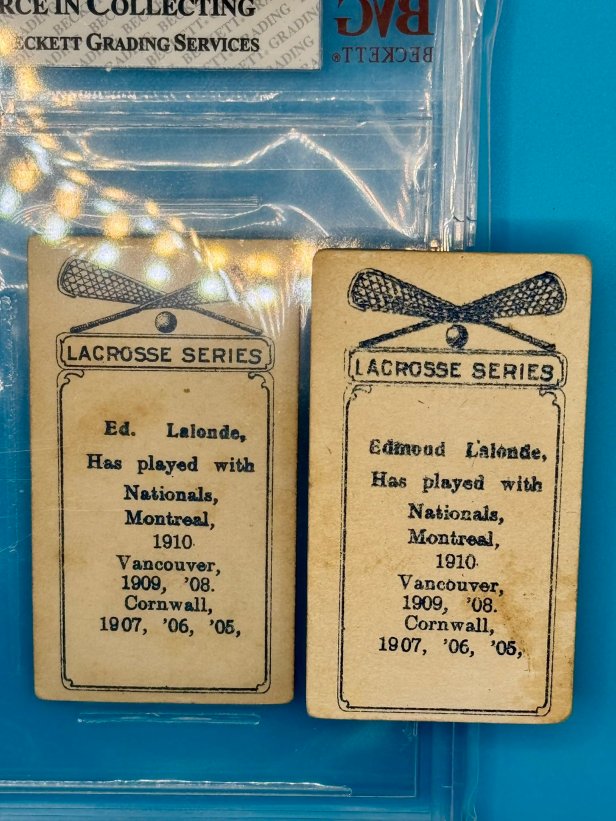 RCE IN COLLECTING
BECKETT GRADING SERVICES
BVG
BECKETT®
LACROSSE SERIES
Ed. Lalonde,
Has played with
Nationals,
Montreal,
1910.
Vancouver,
1909, '08.
Cornwall,
1907, '06, '05,
LACROSSE SERIES
Edmond Lalonde,
Has played with
Nationals,
Montreal,
1910.
Vancouver,
1909, '08.
Cornwall,
1907, '06, '05,